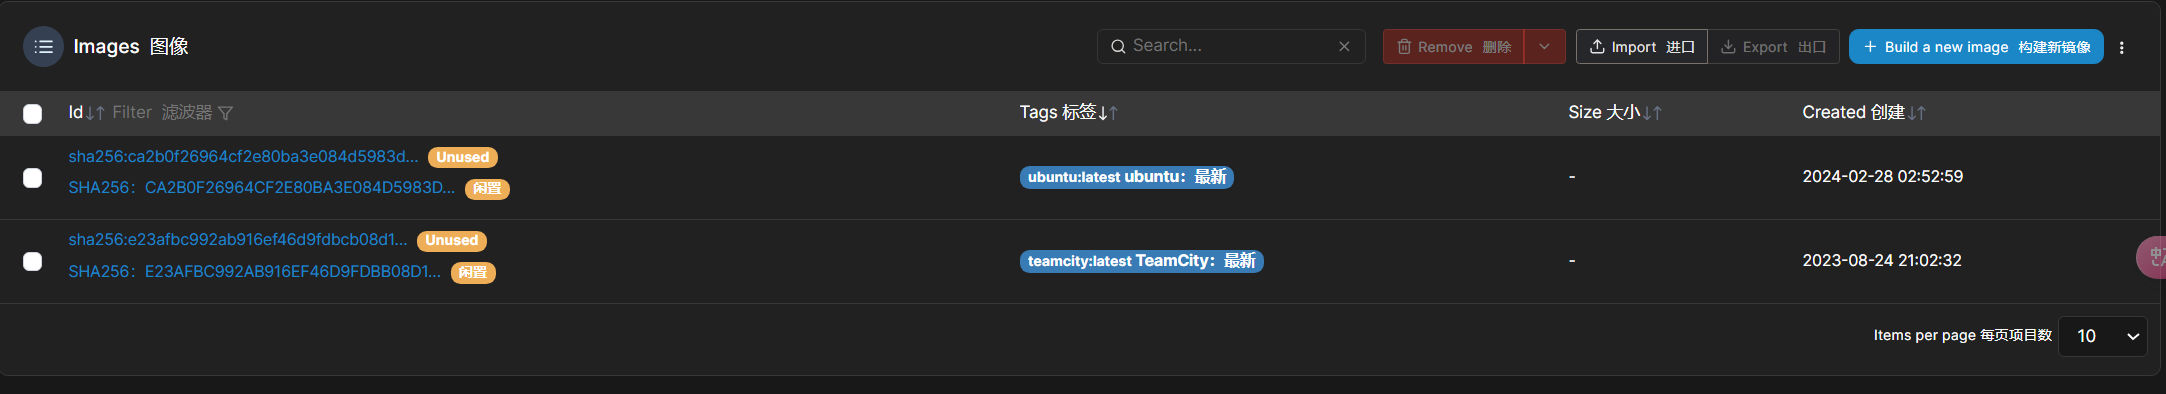 Images 图像
Search...
Remove 删除
Import 进口
Export 出口
Build a new image 构建新镜像
Id Filter 滤波器
Tags 标签
Size 大小
Created 创建
sha256:ca2b0f26964cf2e80ba3e084d5983d... Unused
SHA256：CA2B0F26964CF2E80BA3E084D5983D... 闲置
ubuntu:latest ubuntu：最新
-
2024-02-28 02:52:59
sha256:e23afbc992ab916ef46d9fdbcb08d1... Unused
SHA256：E23AFBC992AB916EF46D9FDBB08D1... 闲置
teamcity:latest TeamCity：最新
-
2023-08-24 21:02:32
Items per page 每页项目数 10